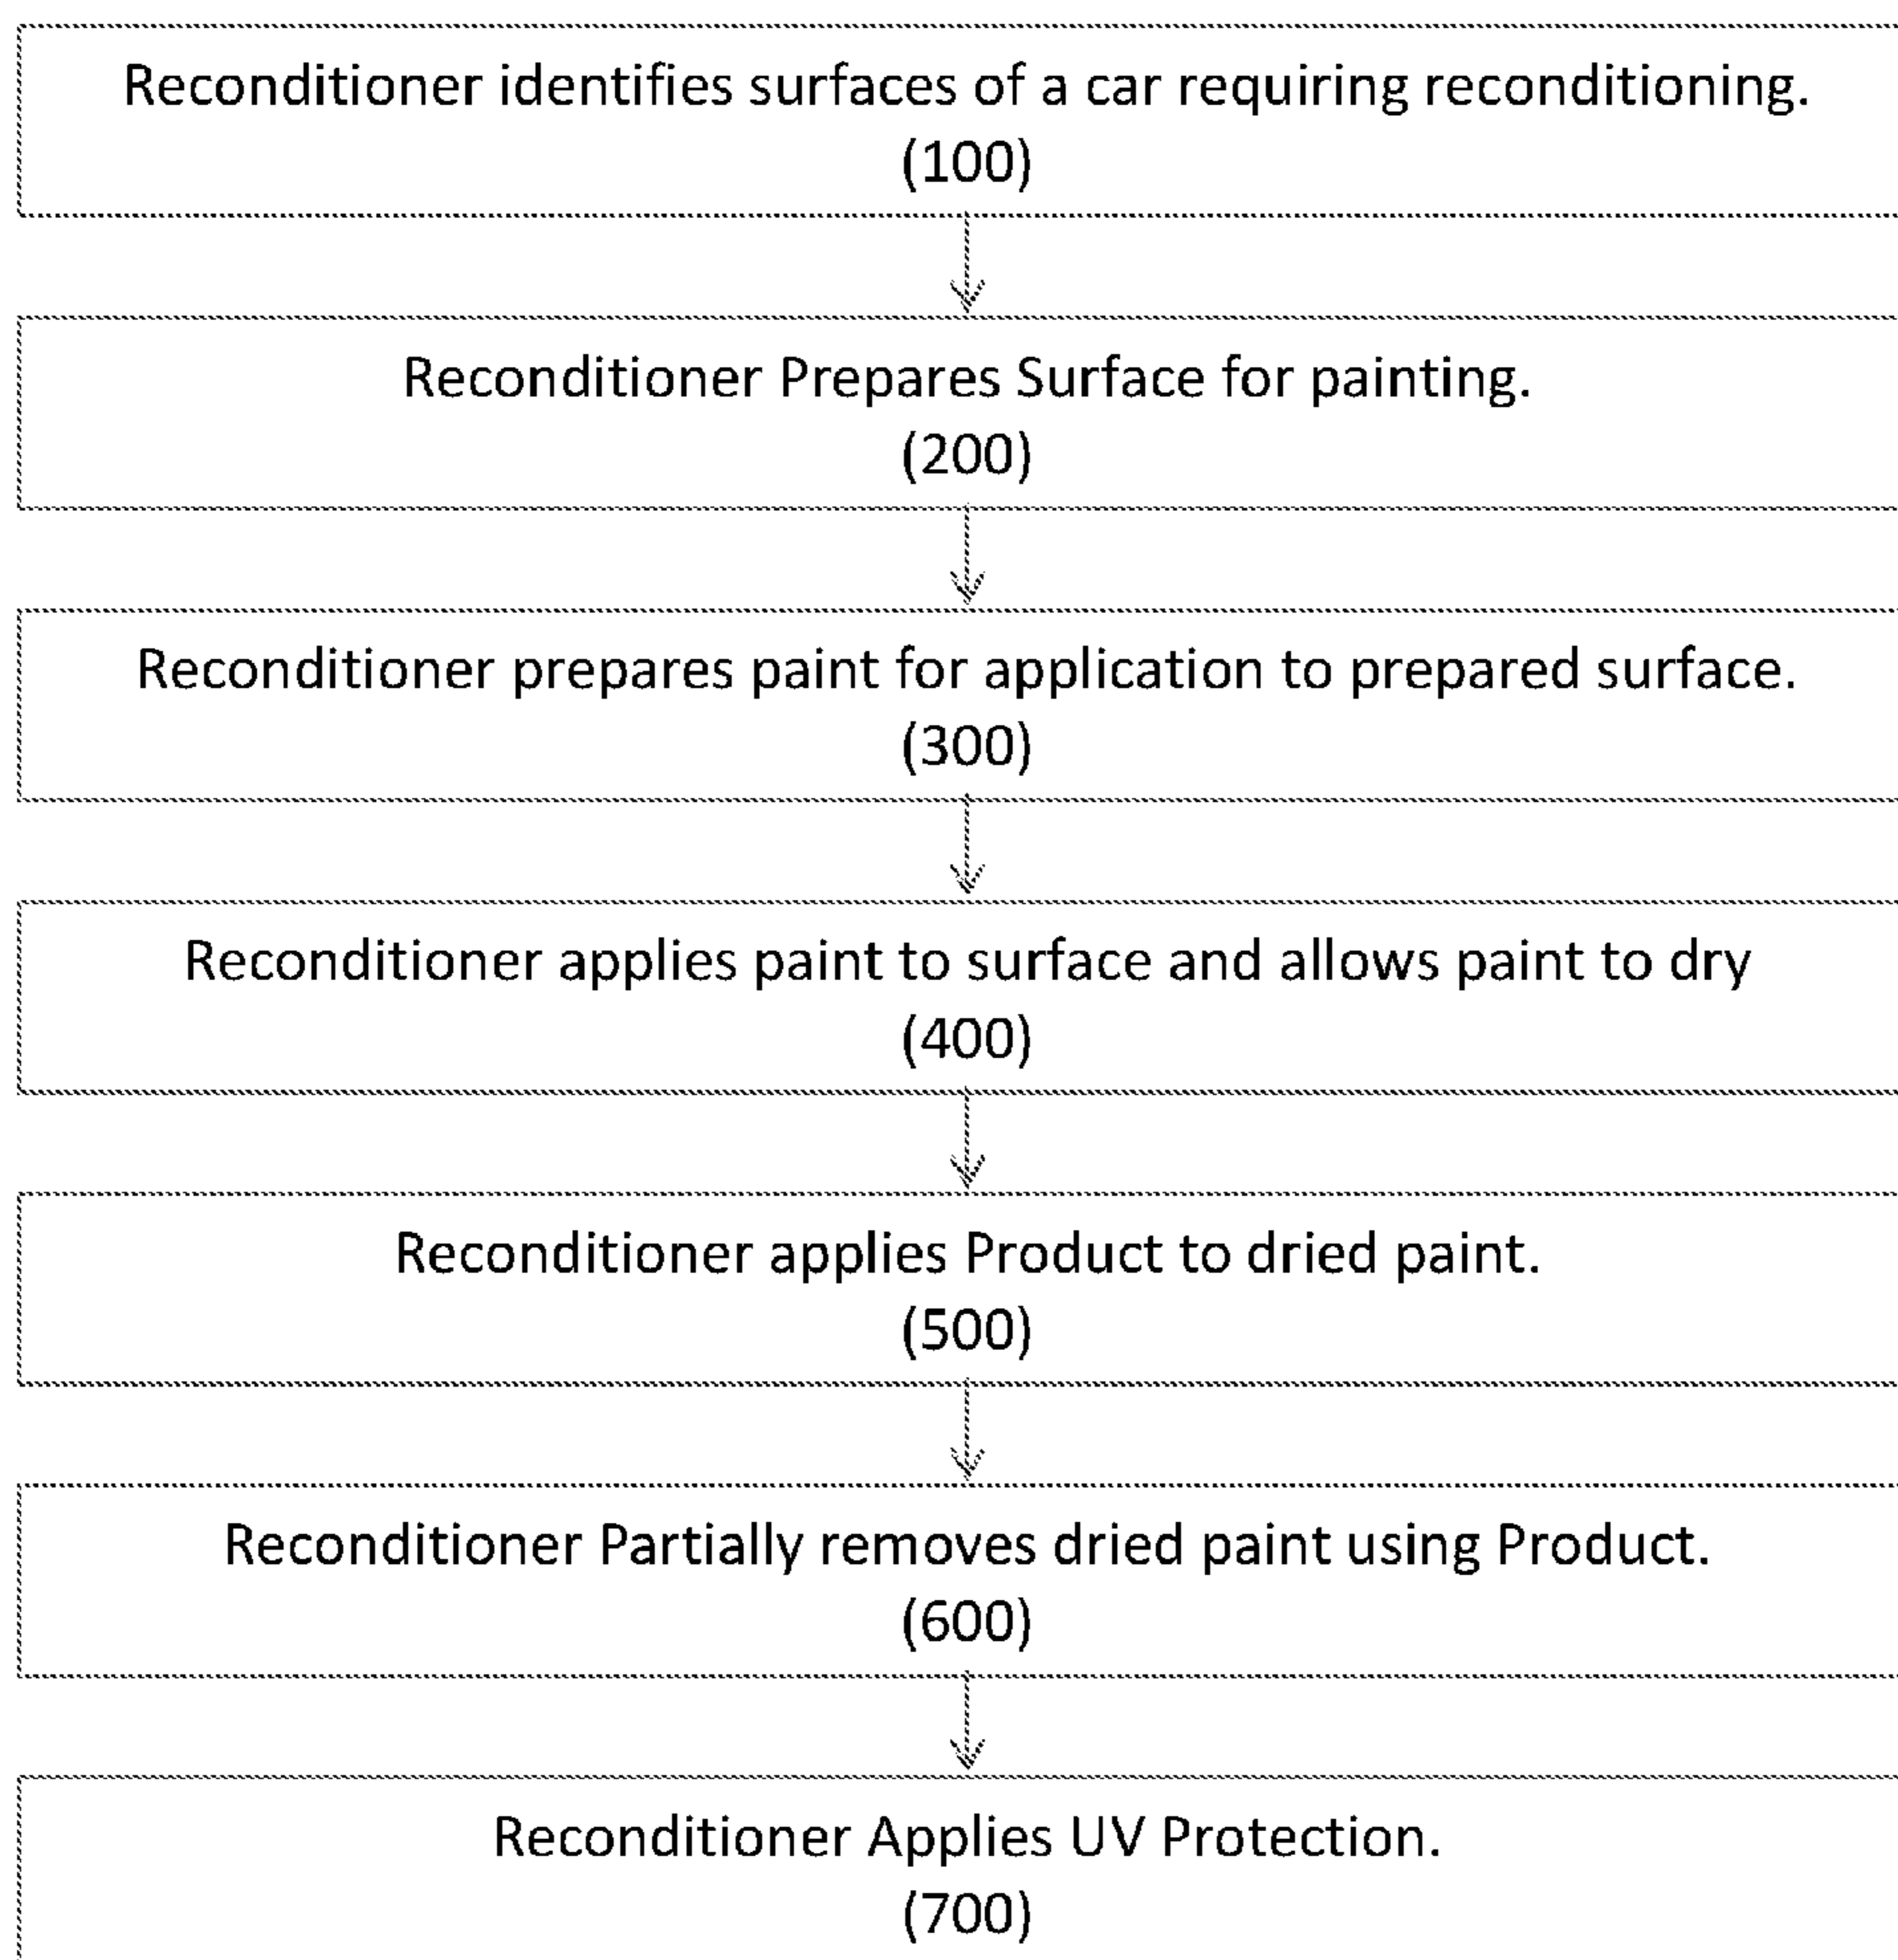 Reconditioner identifies surfaces of a car requiring reconditioning.
(100)
Reconditioner Prepares Surface for painting.
(200)
Reconditioner prepares paint for application to prepared surface.
(300)
Reconditioner applies paint to surface and allows paint to dry
(400)
Reconditioner applies Product to dried paint.
(500)
Reconditioner Partially removes dried paint using Product.
(600)
Reconditioner Applies UV Protection.
(700)